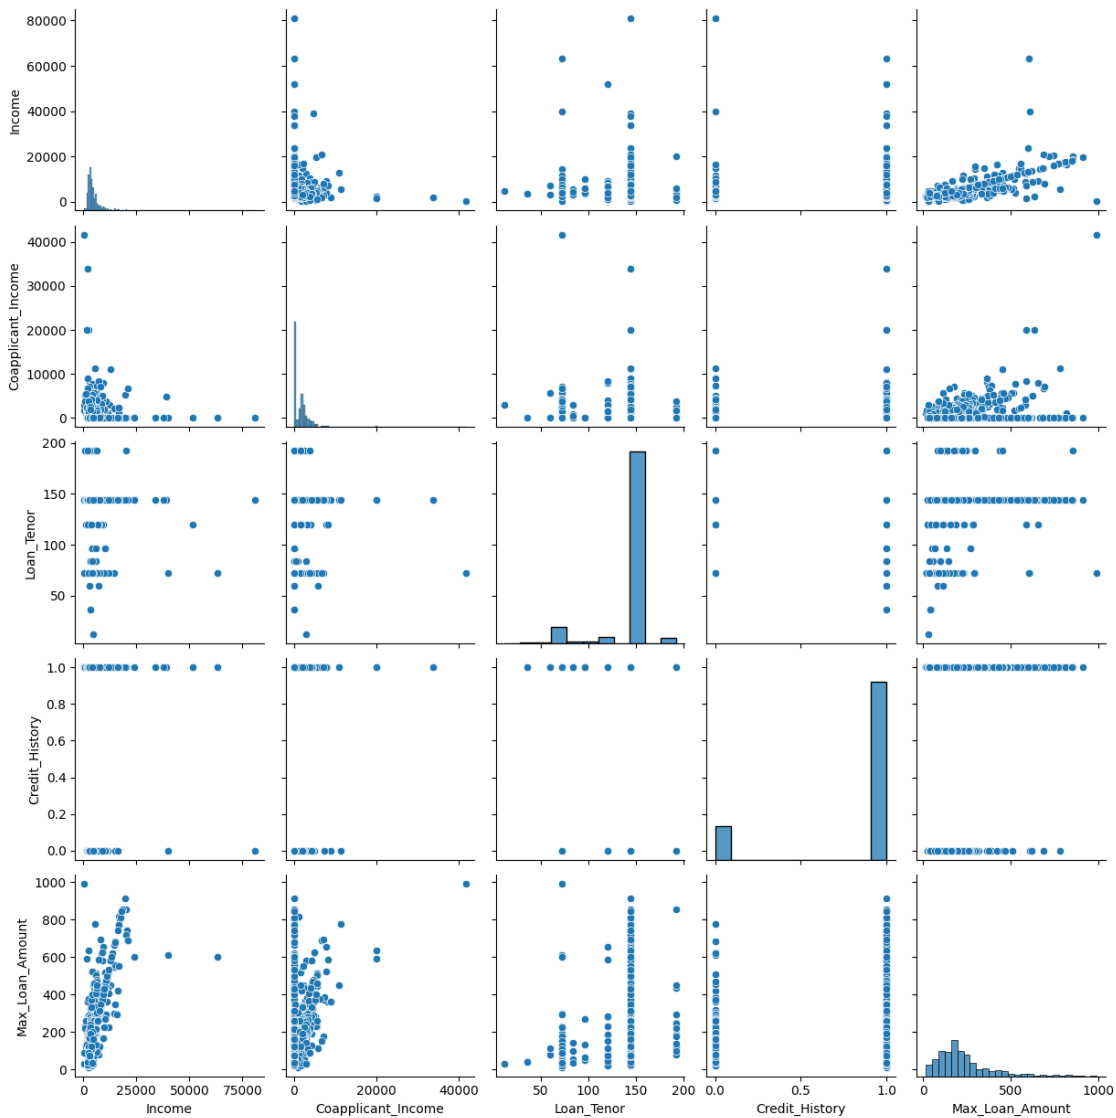 80000
60000
40000
20000
0
Income
40000
30000
20000
10000
0
Coapplicant_Income
200
150
100
50
Loan_Tenor
1.0
0.8
0.6
0.4
0.2
0.0
Credit_History
1000
800
600
400
200
0
Max_Loan_Amount
0 25000 50000 75000
0 20000 40000
50 100 150 200
0.0 0.5 1.0
0 500 1000
Income Coapplicant_Income Loan_Tenor Credit_History Max_Loan_Amount